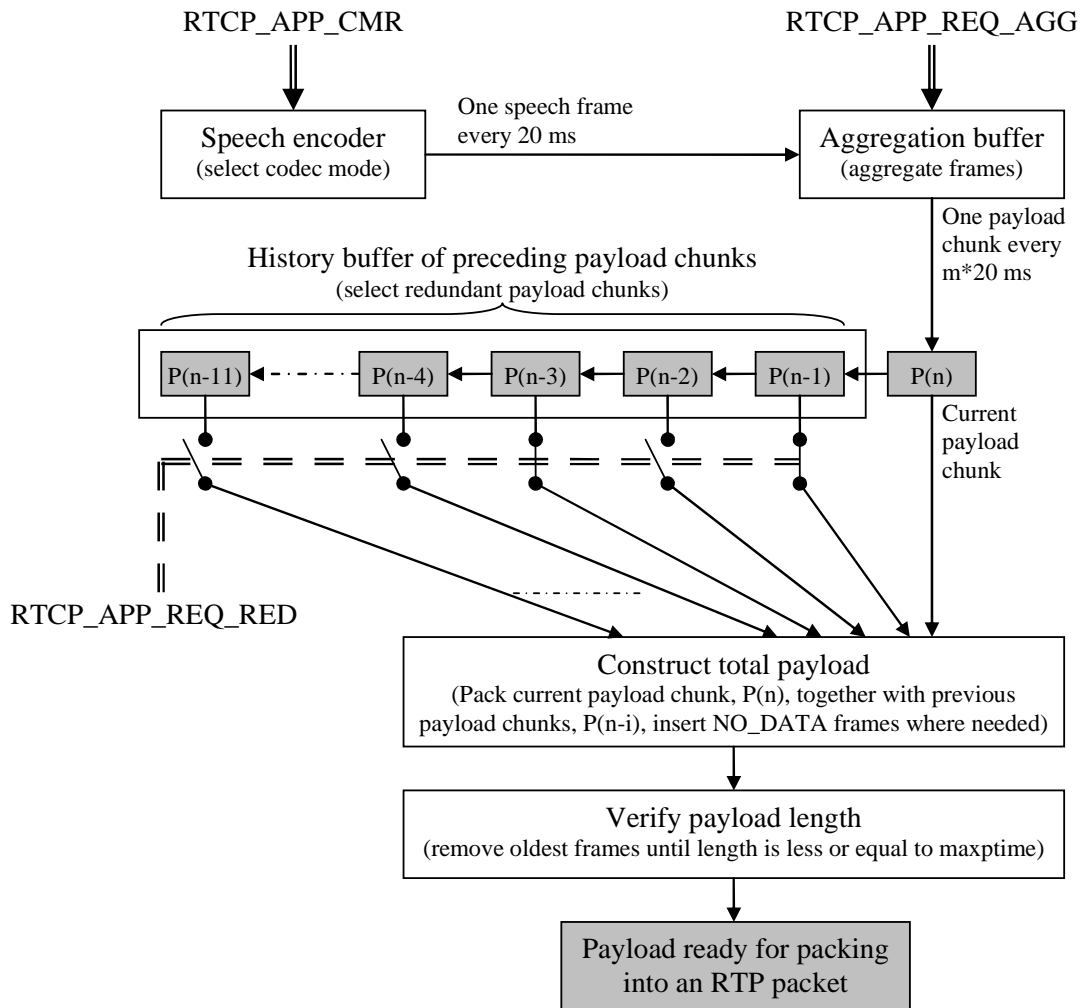 RTCP_APP_CMR
RTCP_APP_REQ_AGG
Speech encoder
(select codec mode)
One speech frame
every 20 ms
Aggregation buffer
(aggregate frames)
One payload
chunk every
m*20 ms
History buffer of preceding payload chunks
(select redundant payload chunks)
P(n-11)
P(n-4)
P(n-3)
P(n-2)
P(n-1)
P(n)
Current
payload
chunk
RTCP_APP_REQ_RED
Construct total payload
(Pack current payload chunk, P(n), together with previous
payload chunks, P(n-i), insert NO_DATA frames where needed)
Verify payload length
(remove oldest frames until length is less or equal to maxptime)
Payload ready for packing
into an RTP packet